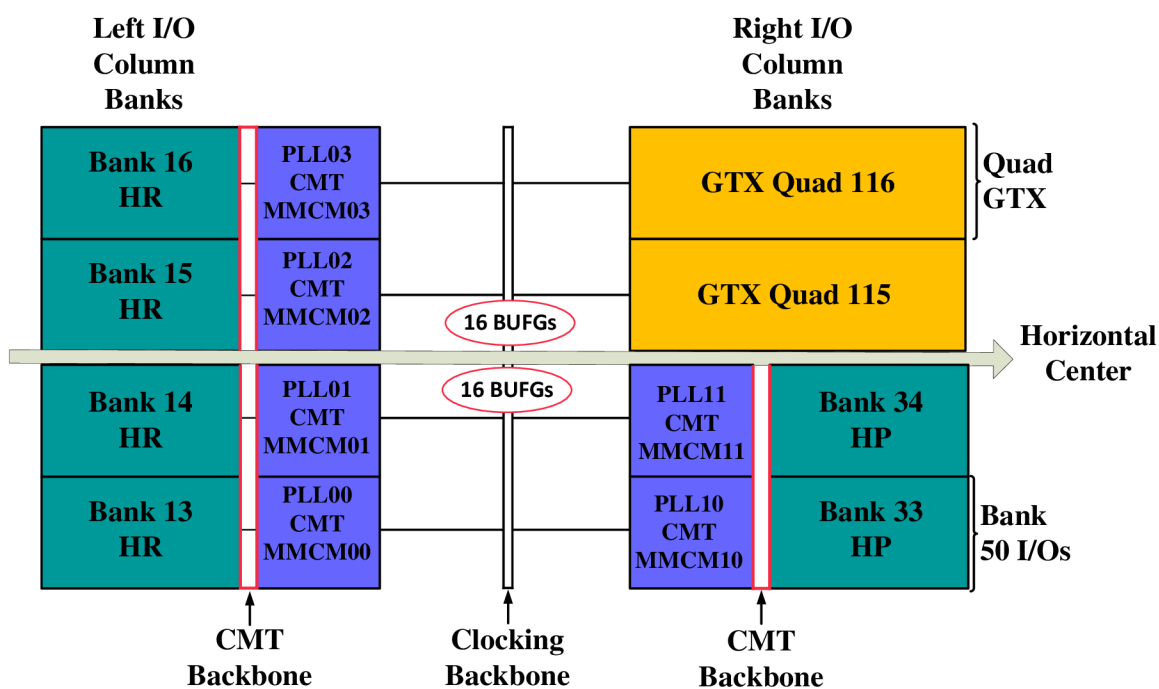 Left I/O
Column
Banks
Right I/O
Column
Banks
Bank 16
HR
PLL03
CMT
MMCM03
GTX Quad 116
Quad
GTX
Bank 15
HR
PLL02
CMT
MMCM02
GTX Quad 115
16 BUFGs
Horizontal
Center
16 BUFGs
Bank 14
HR
PLL01
CMT
MMCM01
PLL11
CMT
MMCM11
Bank 34
HP
Bank 13
HR
PLL00
CMT
MMCM00
PLL10
CMT
MMCM10
Bank 33
HP
Bank
50 I/Os
CMT
Backbone
Clocking
Backbone
CMT
Backbone